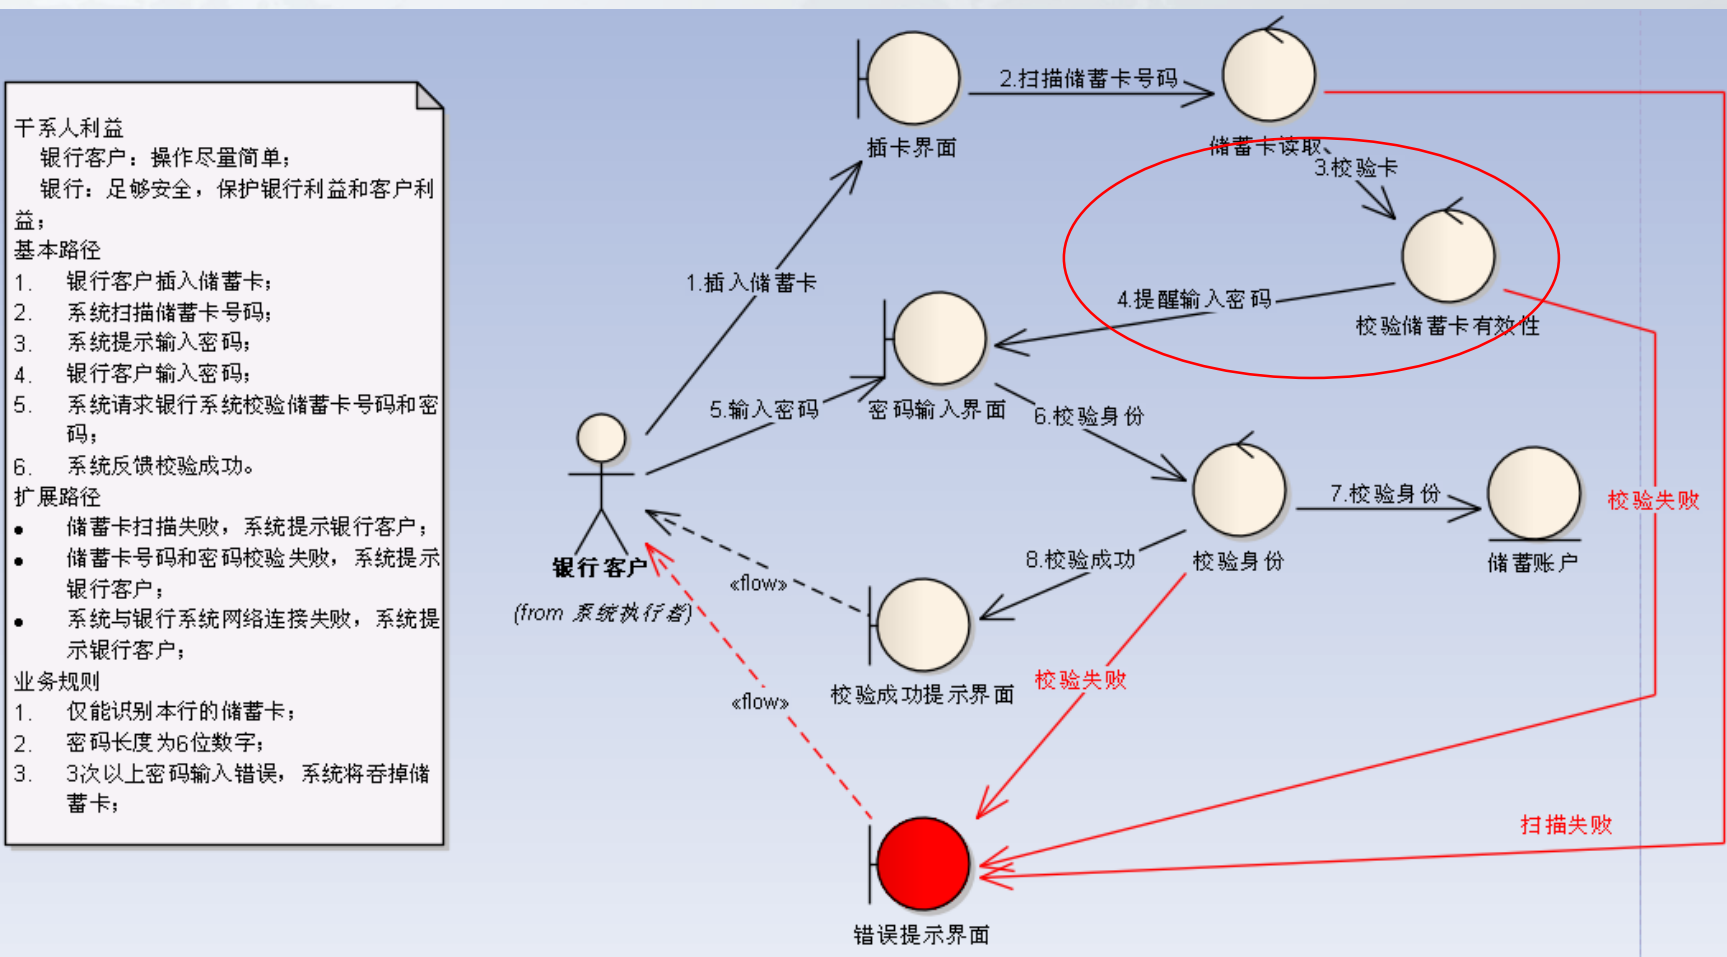 干系人利益
银行客户：操作尽量简单；
银行：足够安全，保护银行利益和客户利
益；
基本路径
1. 银行客户插入储蓄卡；
2. 系统扫描储蓄卡号码；
3. 系统提示输入密码；
4. 银行客户输入密码；
5. 系统请求银行系统校验储蓄卡号码和密
码；
6. 系统反馈校验成功。
扩展路径
• 储蓄卡扫描失败，系统提示银行客户；
• 储蓄卡号码和密码校验失败，系统提示
银行客户；
• 系统与银行系统网络连接失败，系统提
示银行客户；
业务规则
1. 仅能识别本行的储蓄卡；
2. 密码长度为6位数字；
3. 3次以上密码输入错误，系统将吞掉储
蓄卡；
插卡界面
2.扫描储蓄卡号码
储蓄卡读取
3.校验卡
1.插入储蓄卡
4.提醒输入密码
校验储蓄卡有效性
5.输入密码
密码输入界面
6.校验身份
7.校验身份
校验失败
银行客户
(from 系统执行者)
«flow»
8.校验成功
校验身份
储蓄账户
校验成功提示界面
校验失败
«flow»
扫描失败
错误提示界面